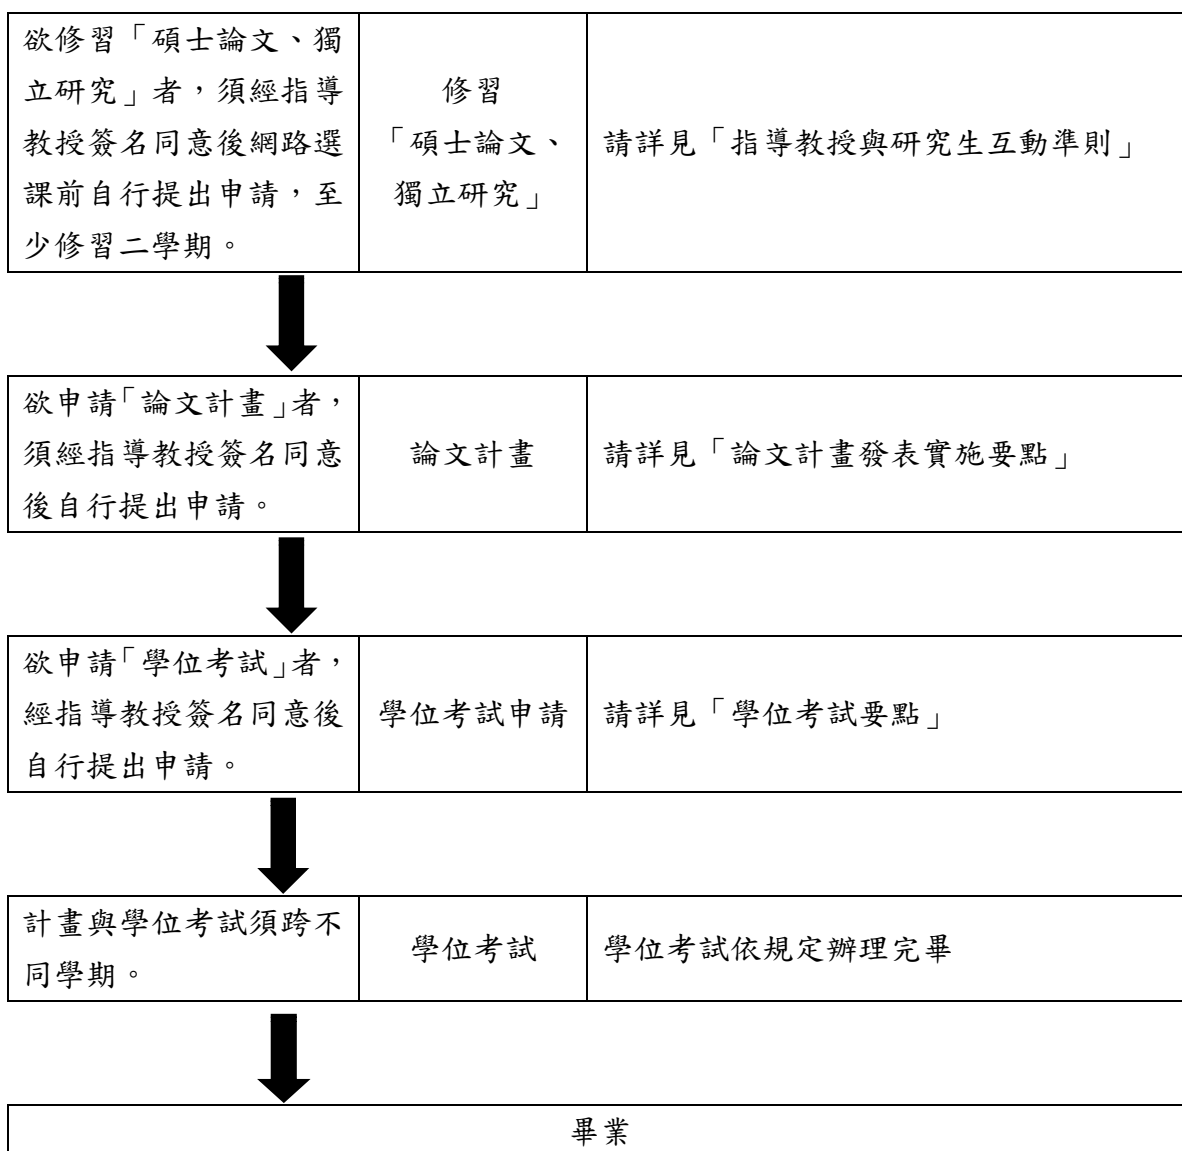 欲修習「碩士論文、獨
立研究」者，須經指導
教授簽名同意後網路選
課前自行提出申請，至
少修習二學期。
修習
「碩士論文、
獨立研究」
請詳見「指導教授與研究生互動準則」
欲申請「論文計畫」者，
須經指導教授簽名同意
後自行提出申請。
論文計畫
請詳見「論文計畫發表實施要點」
欲申請「學位考試」者，
經指導教授簽名同意後
自行提出申請。
學位考試申請
請詳見「學位考試要點」
計畫與學位考試須跨不
同學期。
學位考試
學位考試依規定辦理完畢
畢業